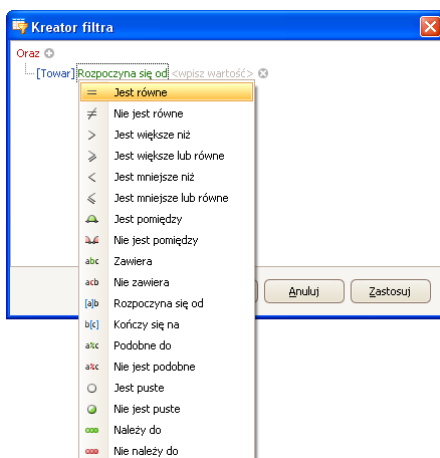 Kreator filtra
Oraz
[Towar] Rozpoczyna się od <wpisz wartość>
= Jest równe
≠ Nie jest równe
> Jest większe niż
⩾ Jest większe lub równe
< Jest mniejsze niż
⩽ Jest mniejsze lub równe
Jest pomiędzy
Nie jest pomiędzy
abc Zawiera
acb Nie zawiera
[a]b Rozpoczyna się od
b[c] Kończy się na
a%c Podobne do
a%c Nie jest podobne
Jest puste
Nie jest puste
Należy do
Nie należy do
Anuluj
Zastosuj